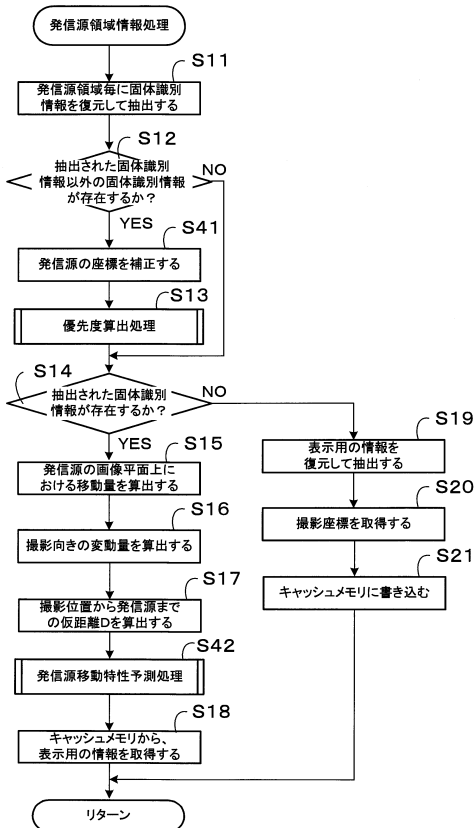 発信源領域情報処理
S11
発信源領域毎に固体識別
情報を復元して抽出する
S12
抽出された固体識別
情報以外の固体識別情報
が存在するか？
NO
YES
S41
発信源の座標を補正する
S13
優先度算出処理
S14
抽出された固体識別
情報が存在するか？
NO
YES
S15
発信源の画像平面上に
おける移動量を算出する
S16
撮影向きの変動量を算出する
S17
撮影位置から発信源まで
の仮距離Dを算出する
S42
発信源移動特性予測処理
S18
キャッシュメモリから、
表示用の情報を取得する
S19
表示用の情報を
復元して抽出する
S20
撮影座標を取得する
S21
キャッシュメモリに書き込む
リターン